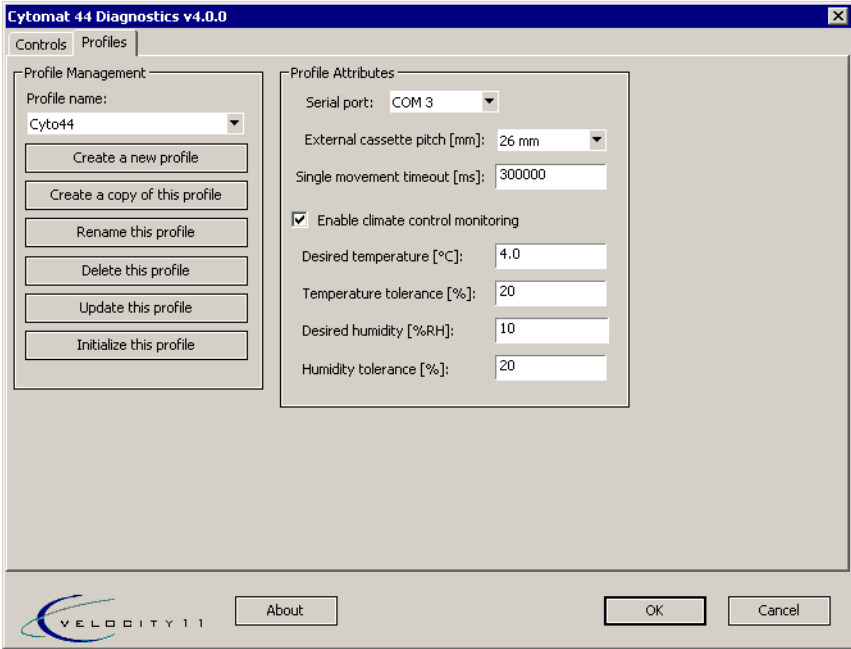 Cytomat 44 Diagnostics v4.0.0
Controls
Profiles
Profile Management
Profile name:
Cyto44
Create a new profile
Create a copy of this profile
Rename this profile
Delete this profile
Update this profile
Initialize this profile
Profile Attributes
Serial port: COM 3
External cassette pitch [mm]: 26 mm
Single movement timeout [ms]: 300000
Enable climate control monitoring
Desired temperature [°C]: 4.0
Temperature tolerance [%]: 20
Desired humidity [%RH]: 10
Humidity tolerance [%]: 20
VELOCITY11
About
OK
Cancel